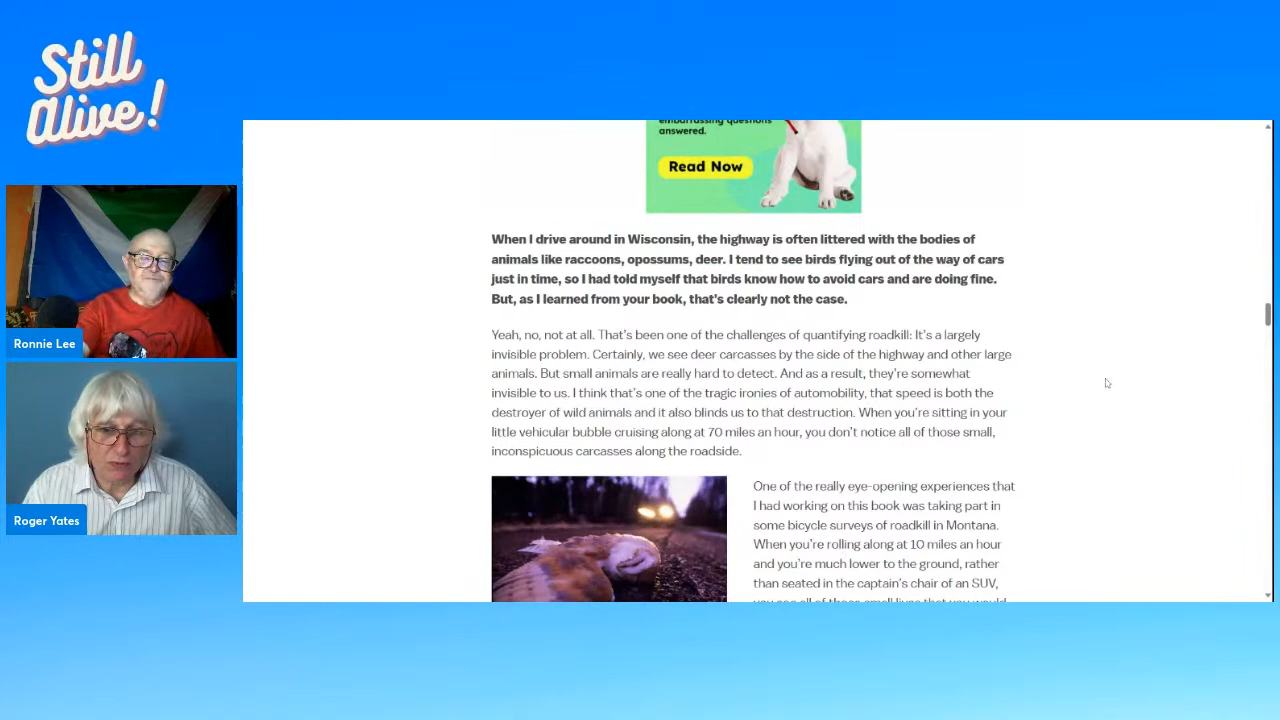 Still
alive!
Ronnie Lee
Roger Yates
embarrassing questions
answered.
Read Now
When I drive around in Wisconsin, the highway is often littered with the bodies of
animals like raccoons, opossums, deer. I tend to see birds flying out of the way of cars
just in time, so I had told myself that birds know how to avoid cars and are doing fine.
But, as I learned from your book, that's clearly not the case.
Yeah, no, not at all. That's been one of the challenges of quantifying roadkill: It's a largely
invisible problem. Certainly, we see deer carcasses by the side of the highway and other large
animals. But small animals are really hard to detect. And as a result, they're somewhat
invisible to us. I think that's one of the tragic ironies of automobility, that speed is both the
destroyer of wild animals and it also blinds us to that destruction. When you're sitting in your
little vehicular bubble cruising along at 70 miles an hour, you don't notice all of those small,
inconspicuous carcasses along the roadside.
One of the really eye-opening experiences that
I had working on this book was taking part in
some bicycle surveys of roadkill in Montana.
When you're rolling along at 10 miles an hour
and you're much lower to the ground, rather
than seated in the captain's chair of an SUV,
you see all of those small lives that you would